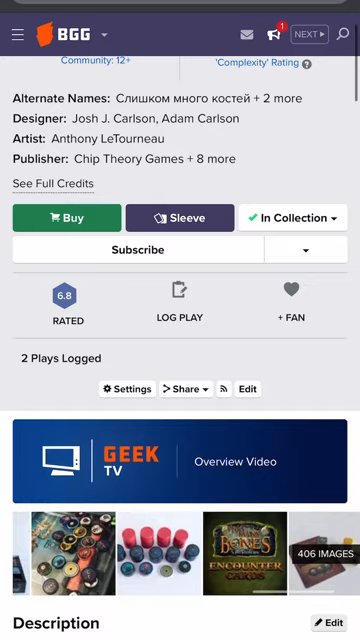 BGG
1
NEXT
Community: 12+
'Complexity' Rating ?
Alternate Names: Слишком много костей + 2 more
Designer: Josh J. Carlson, Adam Carlson
Artist: Anthony LeTourneau
Publisher: Chip Theory Games + 8 more
See Full Credits
Buy
Sleeve
In Collection
Subscribe
6.8
RATED
LOG PLAY
+ FAN
2 Plays Logged
Settings
Share
Edit
GEEK
TV
Overview Video
BONES
ENCOUNTER
CARDS
406 IMAGES
Description
Edit